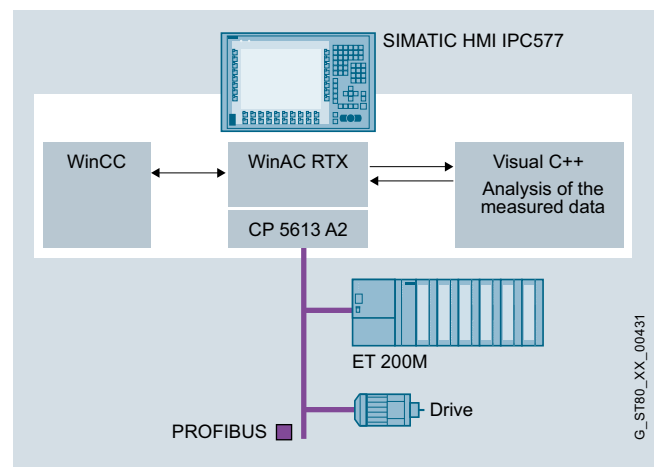 SIMATIC HMI IPC577
WinCC
WinAC RTX
Visual C++
Analysis of the
measured data
CP 5613 A2
ET 200M
Drive
PROFIBUS
G_ST80_XX_00431